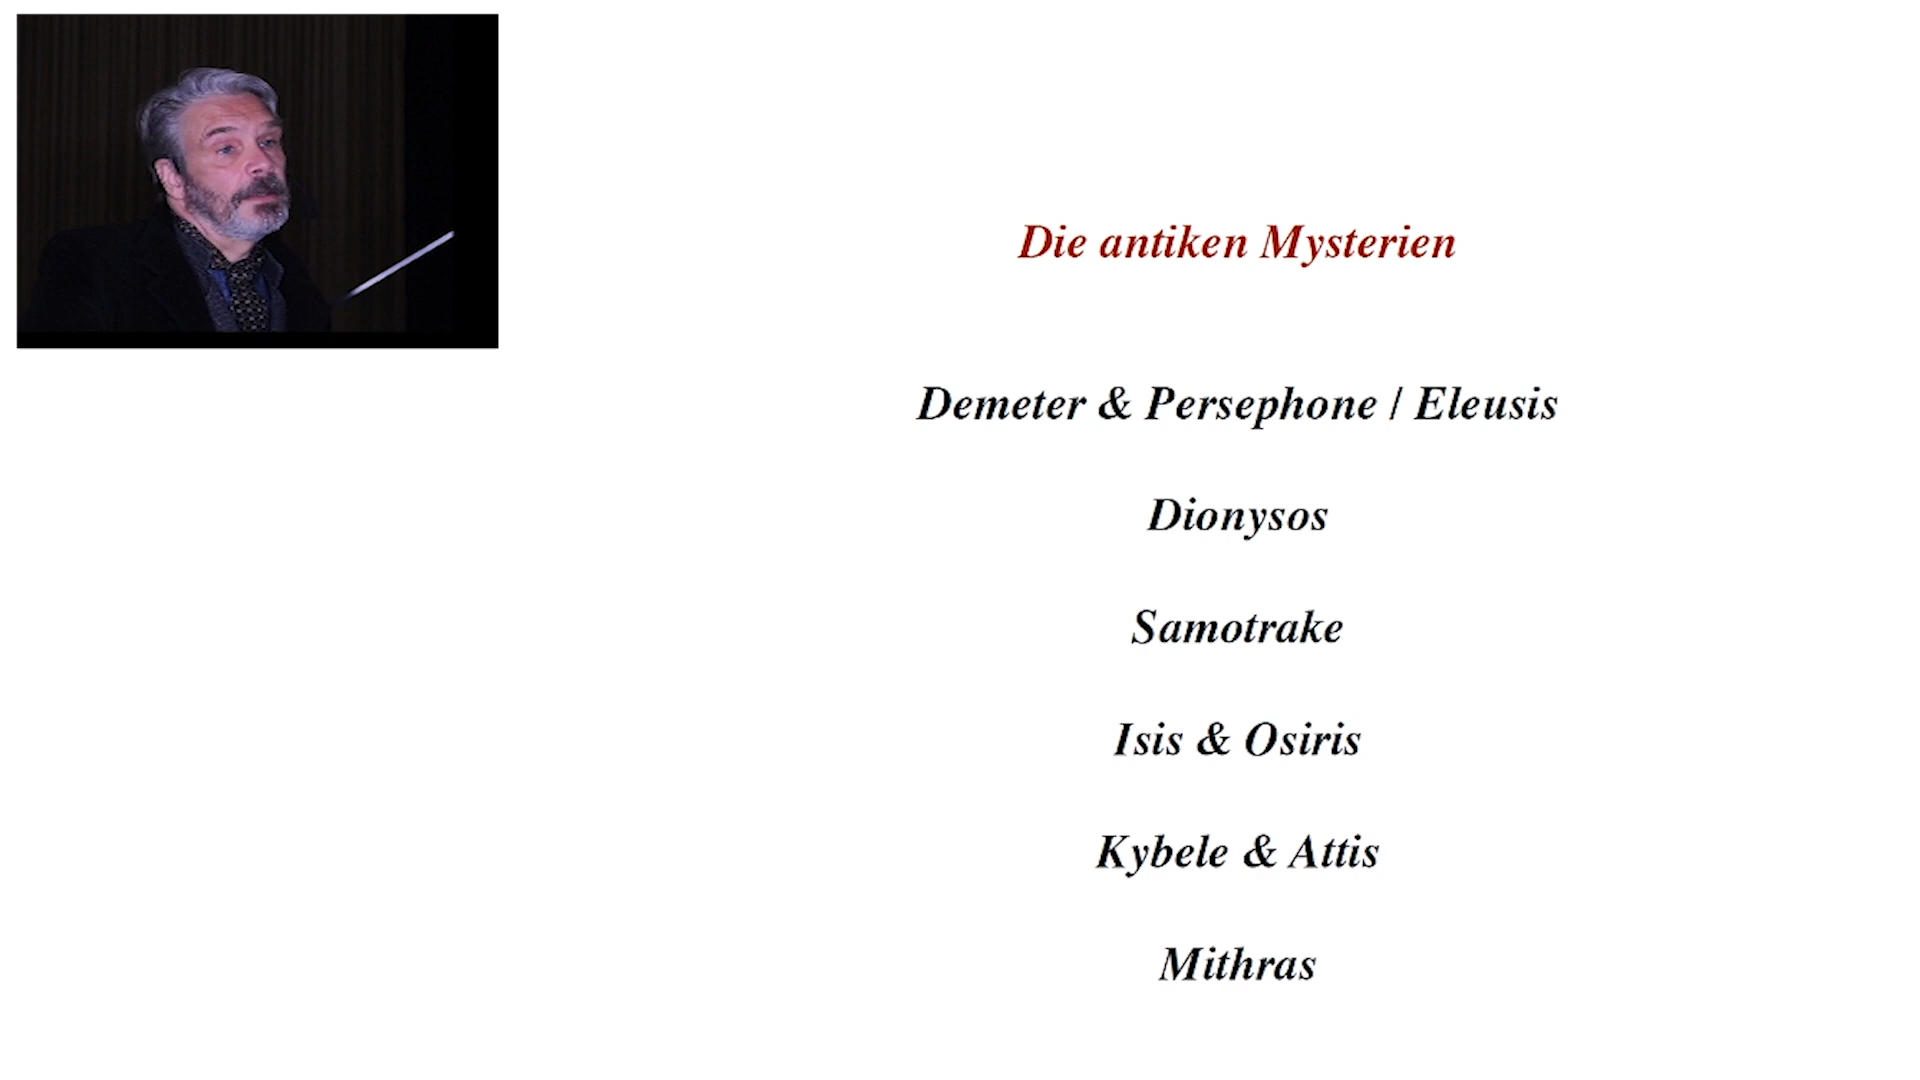 Die antiken Mysterien
Demeter & Persephone / Eleusis
Dionysos
Samotrake
Isis & Osiris
Kybele & Attis
Mithras